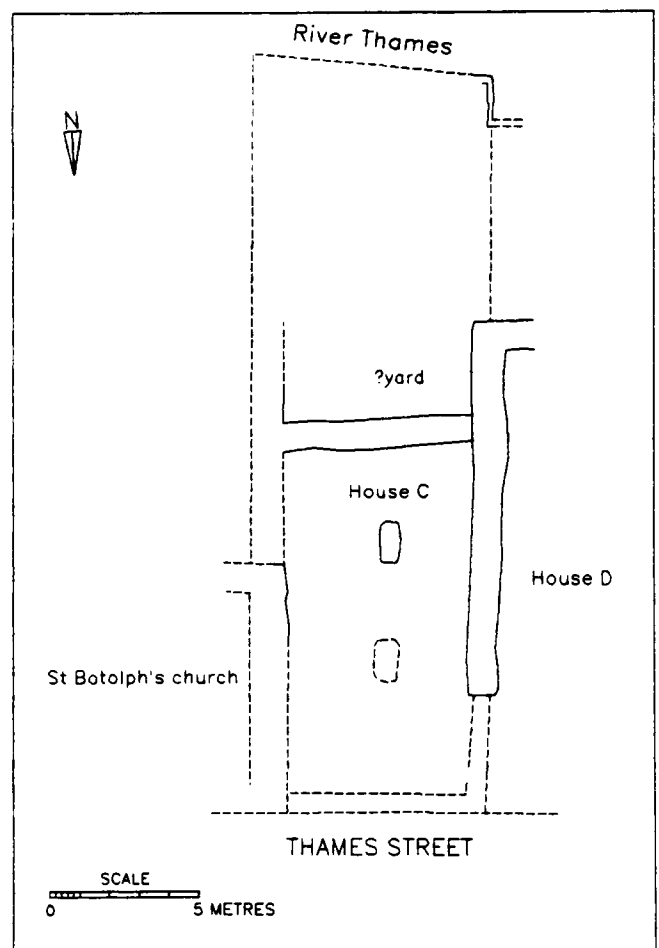 River Thames
N
?yard
House C
House D
St Botolph's church
THAMES STREET
SCALE
0 5 METRES